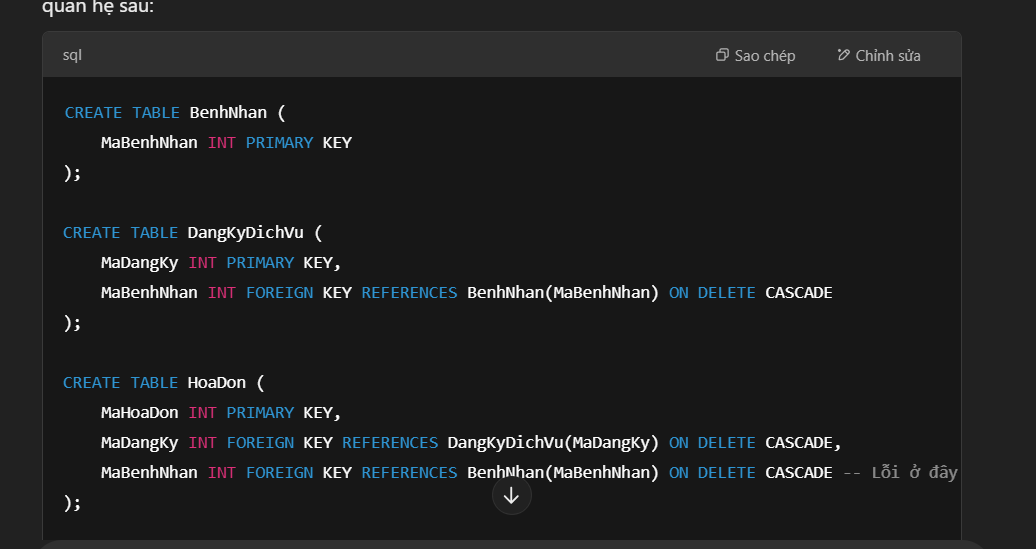 quan hệ sau:
sql
Sao chép
Chỉnh sửa
CREATE TABLE BenhNhan (
    MaBenhNhan INT PRIMARY KEY
);
CREATE TABLE DangKyDichVu (
    MaDangKy INT PRIMARY KEY,
    MaBenhNhan INT FOREIGN KEY REFERENCES BenhNhan(MaBenhNhan) ON DELETE CASCADE
);
CREATE TABLE HoaDon (
    MaHoaDon INT PRIMARY KEY,
    MaDangKy INT FOREIGN KEY REFERENCES DangKyDichVu(MaDangKy) ON DELETE CASCADE,
    MaBenhNhan INT FOREIGN KEY REFERENCES BenhNhan(MaBenhNhan) ON DELETE CASCADE -- Lỗi ở đây
);